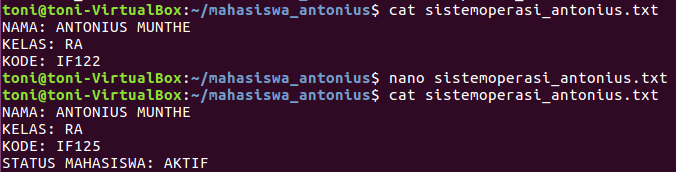 toni@toni-VirtualBox:~/mahasiswa_antonius$ cat sistemoperasi_antonius.txt
NAMA: ANTONIUS MUNTHE
KELAS: RA
KODE: IF122
toni@toni-VirtualBox:~/mahasiswa_antonius$ nano sistemoperasi_antonius.txt
toni@toni-VirtualBox:~/mahasiswa_antonius$ cat sistemoperasi_antonius.txt
NAMA: ANTONIUS MUNTHE
KELAS: RA
KODE: IF125
STATUS MAHASISWA: AKTIF